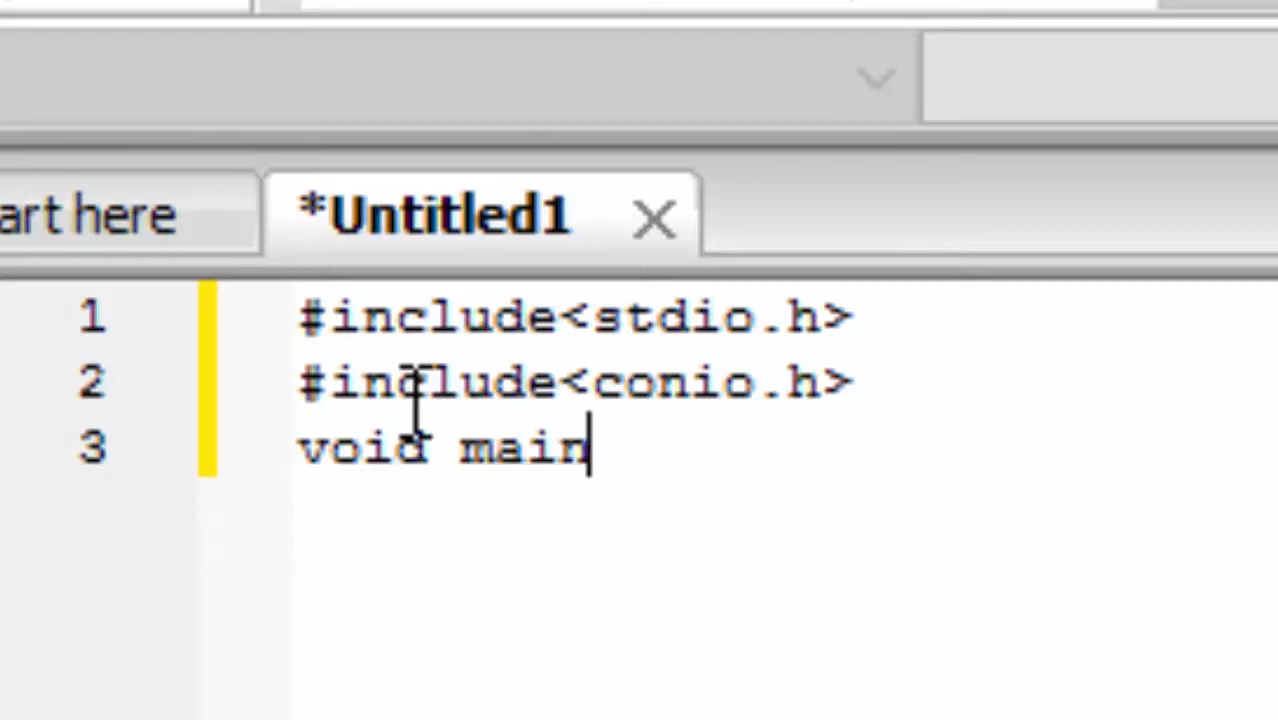 art here
*Untitled1
1 #include<stdio.h>
2 #include<conio.h>
3 void main